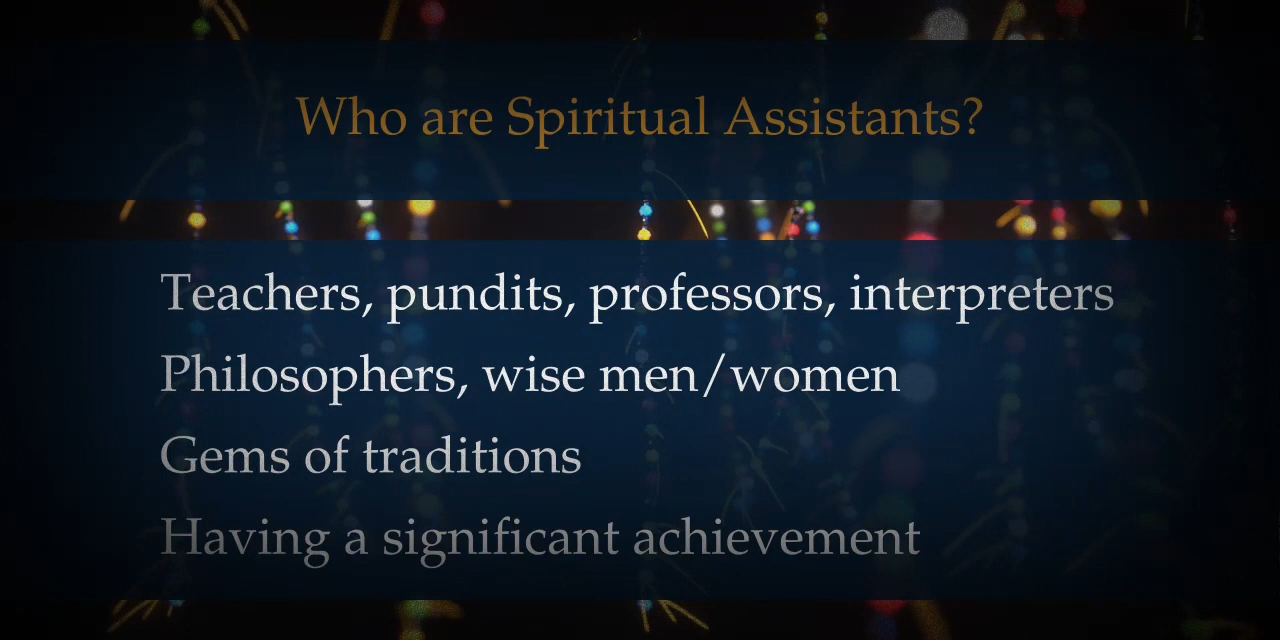 Who are Spiritual Assistants?
Teachers, pundits, professors, interpreters
Philosophers, wise men/women
Gems of traditions
Having a significant achievement